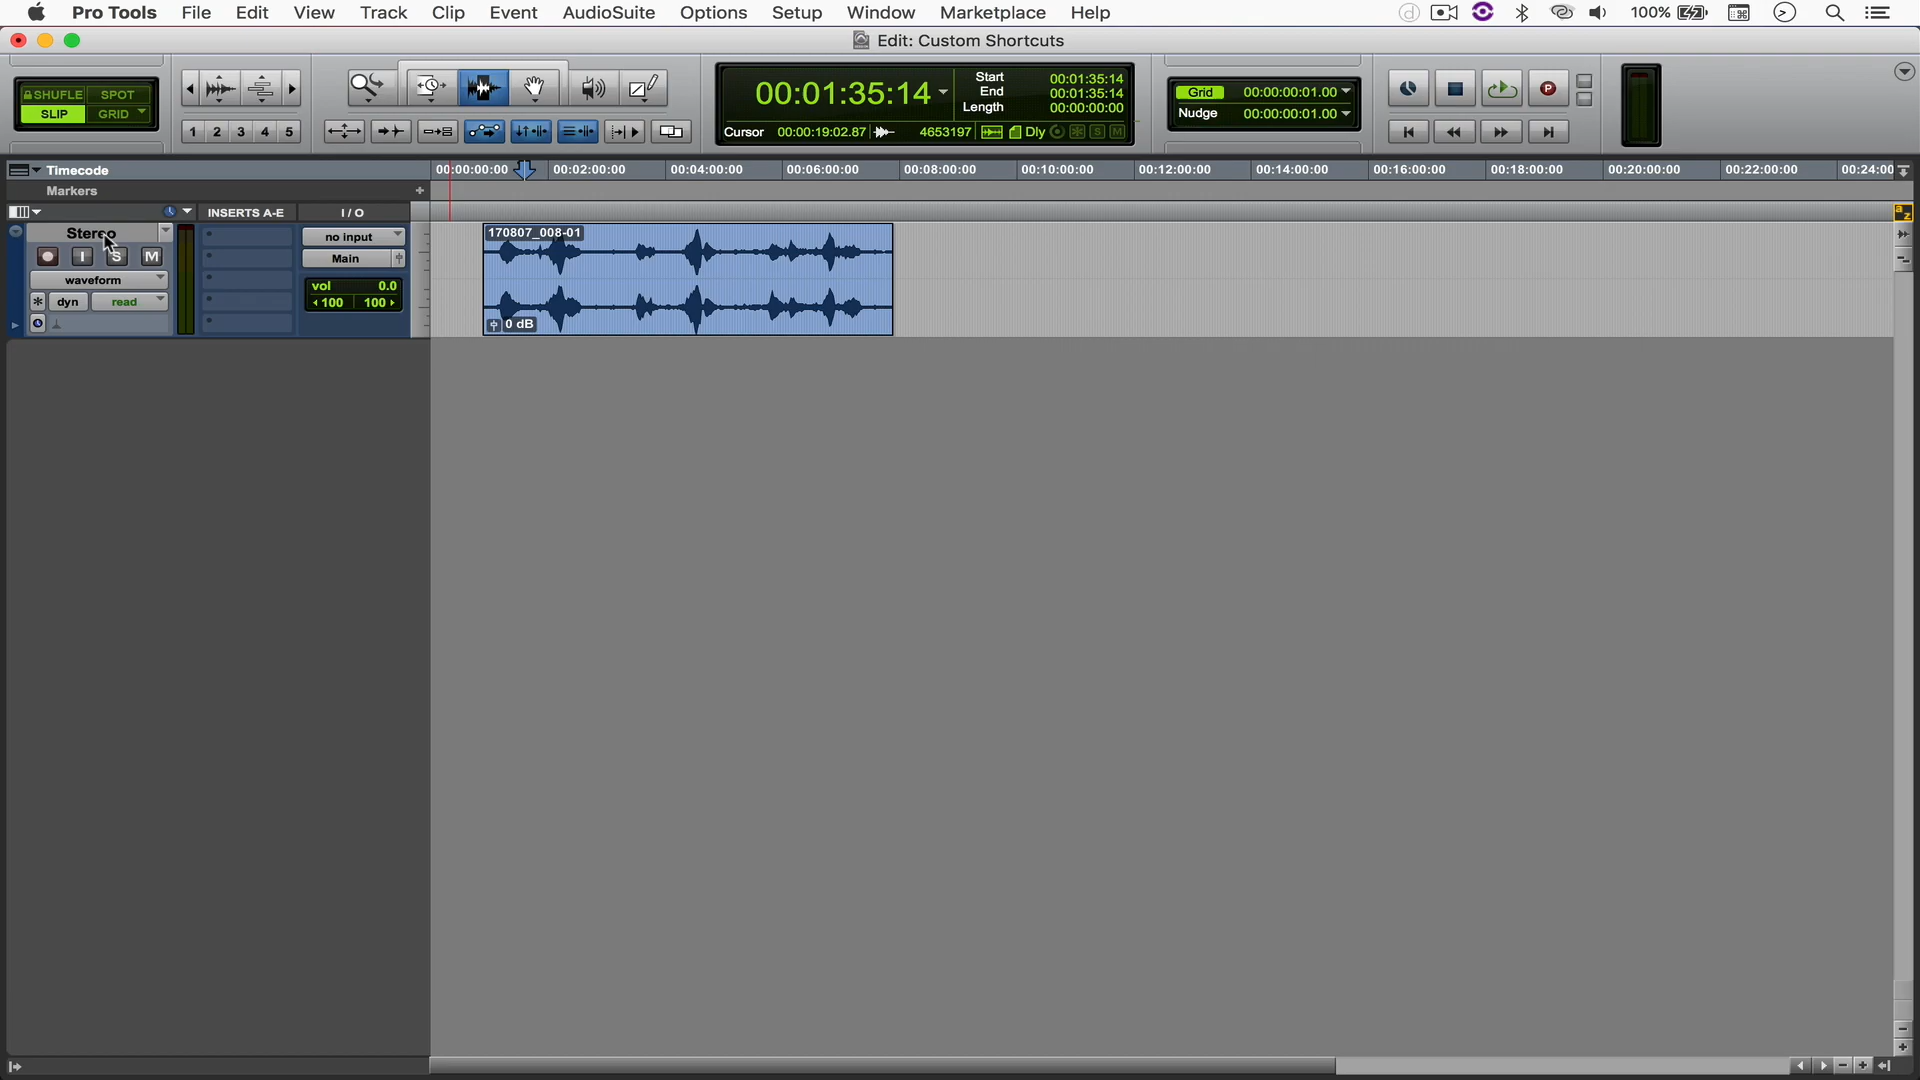 Pro Tools File Edit View Track Clip Event AudioSuite Options Setup Window Marketplace Help 100%
Edit: Custom Shortcuts
SHUFFLE SPOT
SLIP GRID
1 2 3 4 5
00:01:35:14
Start 00:01:35:14
End 00:01:35:14
Length 00:00:00:00
Cursor 00:00:19:02.87 4653197 Dly S M
Grid 00:00:00:01.00
Nudge 00:00:00:01.00
P
Timecode 00:00:00:00 00:02:00:00 00:04:00:00 00:06:00:00 00:08:00:00 00:10:00:00 00:12:00:00 00:14:00:00 00:16:00:00 00:18:00:00 00:20:00:00 00:22:00:00 00:24:00
Markers
INSERTS A-E I / O
a z
Stereo no input 170807_008-01
I S M Main
waveform vol 0.0
dyn read 100 100
0 dB